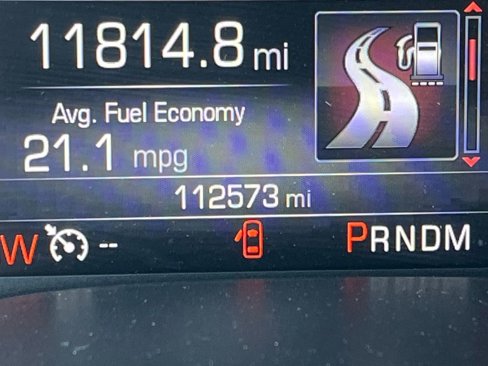 11814.8 mi
Avg. Fuel Economy
21.1 mpg
112573 mi
W -- PRNDM